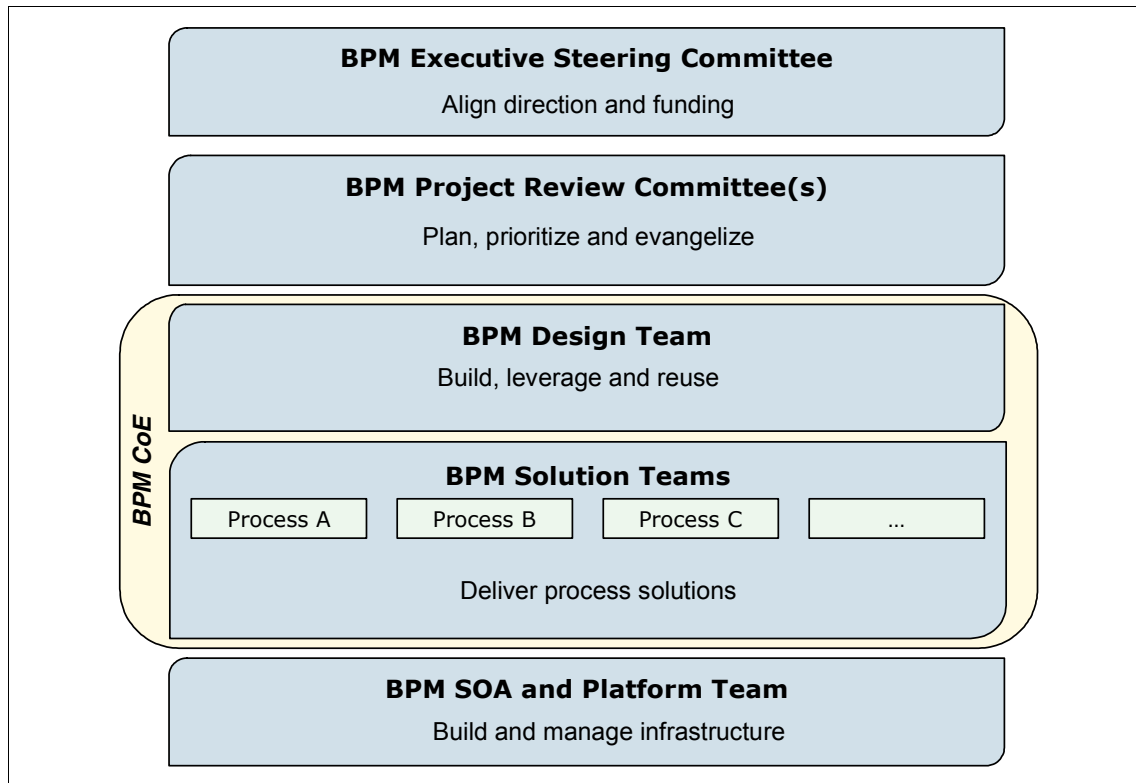 BPM Executive Steering Committee
Align direction and funding
BPM Project Review Committee(s)
Plan, prioritize and evangelize
BPM CoE
BPM Design Team
Build, leverage and reuse
BPM Solution Teams
Process A
Process B
Process C
...
Deliver process solutions
BPM SOA and Platform Team
Build and manage infrastructure